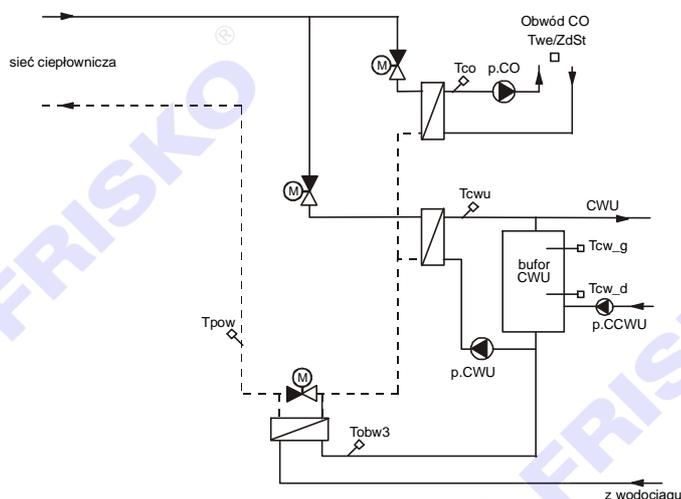 ®
Obwód CO
Twe/ZdSt
sieć ciepłownicza
M
Tco
p.CO
M
Tcwu
CWU
Tcw_g
bufor
CWU
Tcw_d
p.CCWU
Tpow
p.CWU
M
Tobw3
z wodociągu
FRISKO
FRISKO
FRISKO